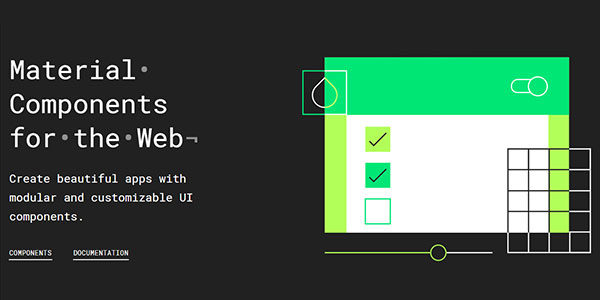 Material·
Components
for·the·Web¬
Create beautiful apps with
modular and customizable UI
components.
COMPONENTS DOCUMENTATION